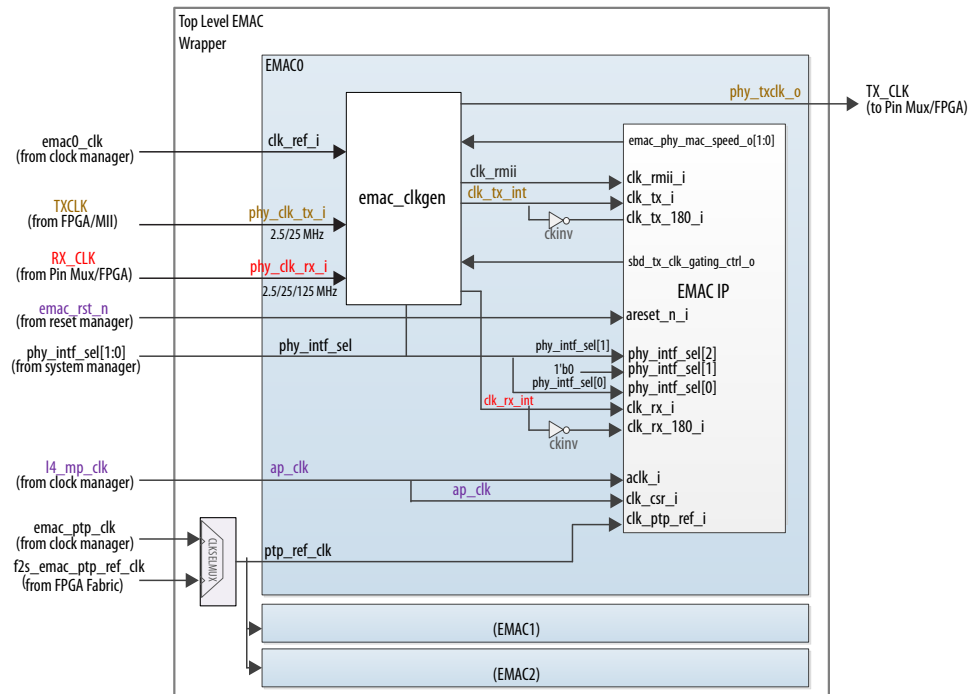 Top Level EMAC
Wrapper
EMAC0
phy_txclk_o
TX_CLK
(to Pin Mux/FPGA)
emac0_clk
(from clock manager)
clk_ref_i
emac_phy_mac_speed_o[1:0]
clk_rmii
clk_rmii_i
emac_clkgen
clk_tx_int
clk_tx_i
TXCLK
(from FPGA/MII)
phy_clk_tx_i
2.5/25 MHz
clk_tx_180_i
ckinv
RX_CLK
(from Pin Mux/FPGA)
phy_clk_rx_i
2.5/25/125 MHz
sbd_tx_clk_gating_ctrl_o
EMAC IP
emac_rst_n
(from reset manager)
areset_n_i
phy_intf_sel[1:0]
(from system manager)
phy_intf_sel
phy_intf_sel[1]
phy_intf_sel[2]
1'b0
phy_intf_sel[1]
phy_intf_sel[0]
phy_intf_sel[0]
clk_rx_int
clk_rx_i
clk_rx_180_i
ckinv
l4_mp_clk
(from clock manager)
ap_clk
aclk_i
ap_clk
clk_csr_i
clk_ptp_ref_i
emac_ptp_clk
(from clock manager)
CLKSELMUX
ptp_ref_clk
f2s_emac_ptp_ref_clk
(from FPGA Fabric)
(EMAC1)
(EMAC2)